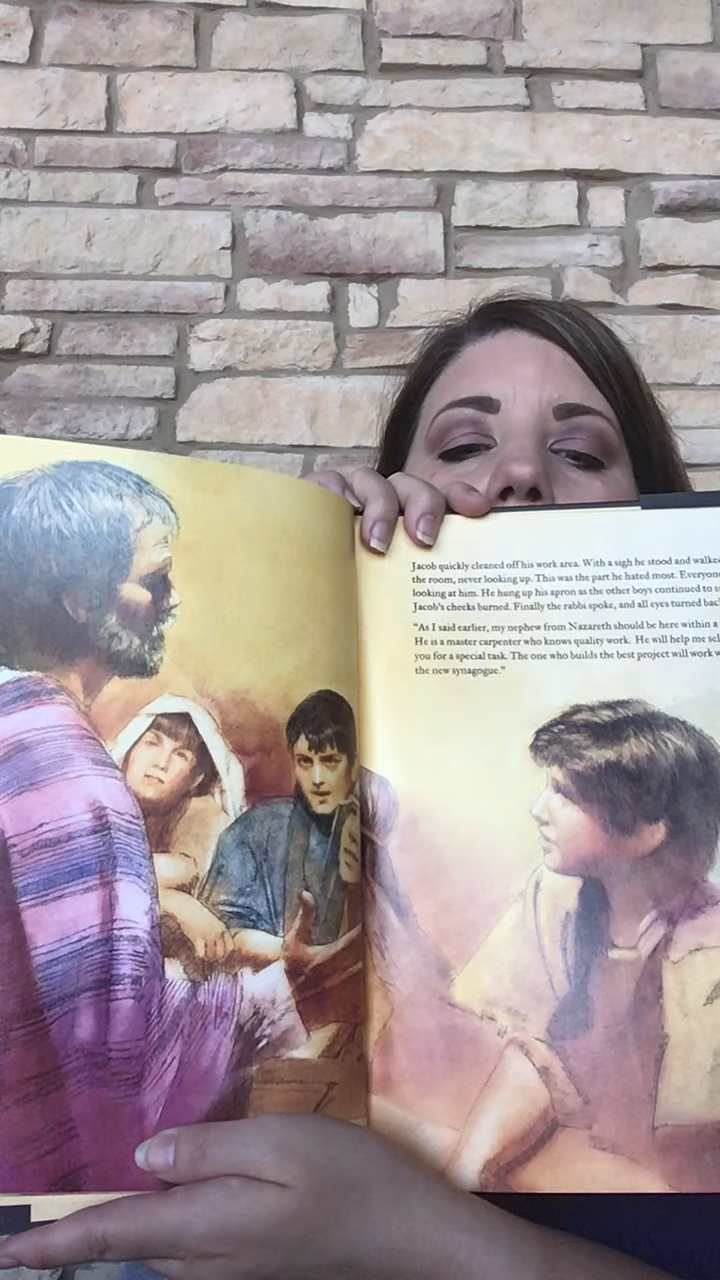 Jacob quickly cleaned off his work area. With a sigh he stood and walke
the room, never looking up. This was the part he hated most. Everyon
looking at him. He hung up his apron as the other boys continued to
Jacob's cheeks burned. Finally the rabbi spoke, and all eyes turned bac
"As I said earlier, my nephew from Nazareth should be here within a
He is a master carpenter who knows quality work. He will help me sel
you for a special task. The one who builds the best project will work w
the new synagogue."